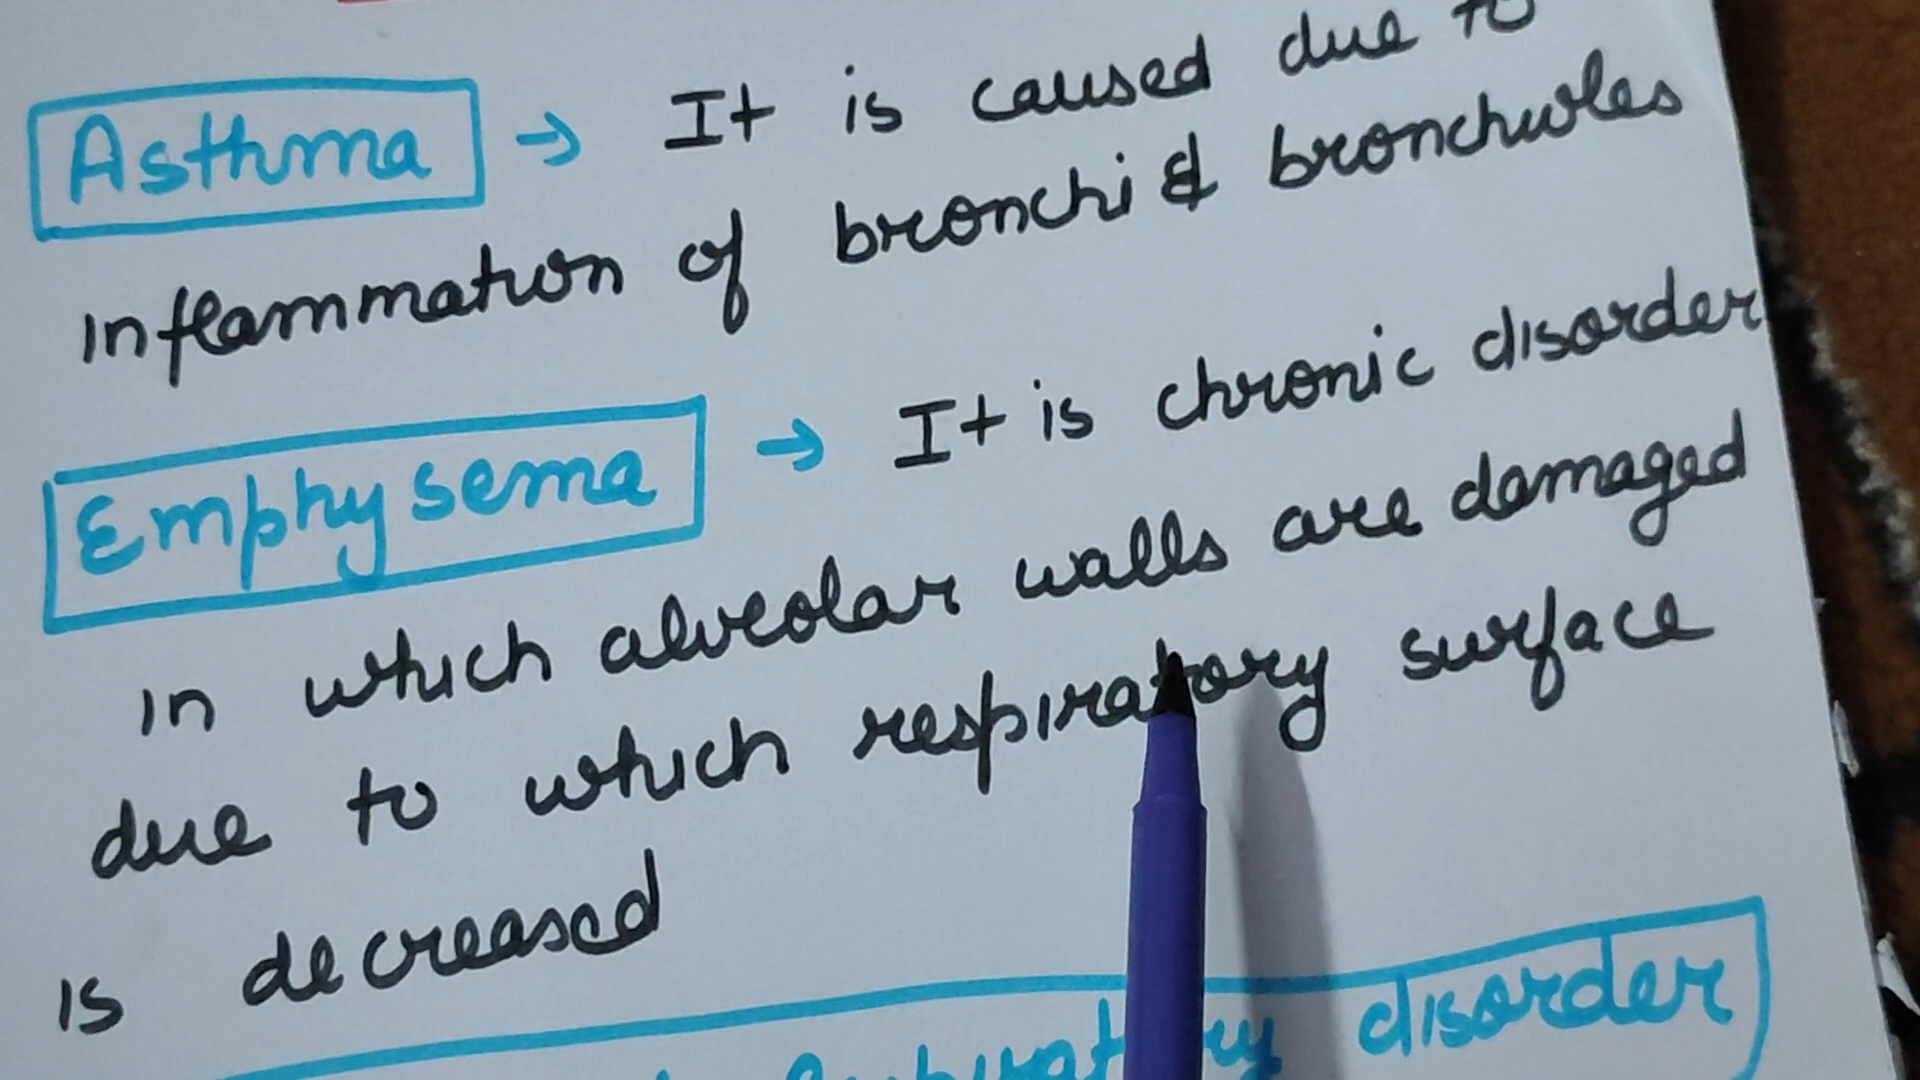 Asthma → It is caused due to
inflammation of bronchi & bronchioles
Emphysema → It is chronic disorder
in which alveolar walls are damaged
due to which respiratory surface
is decreased
disorder